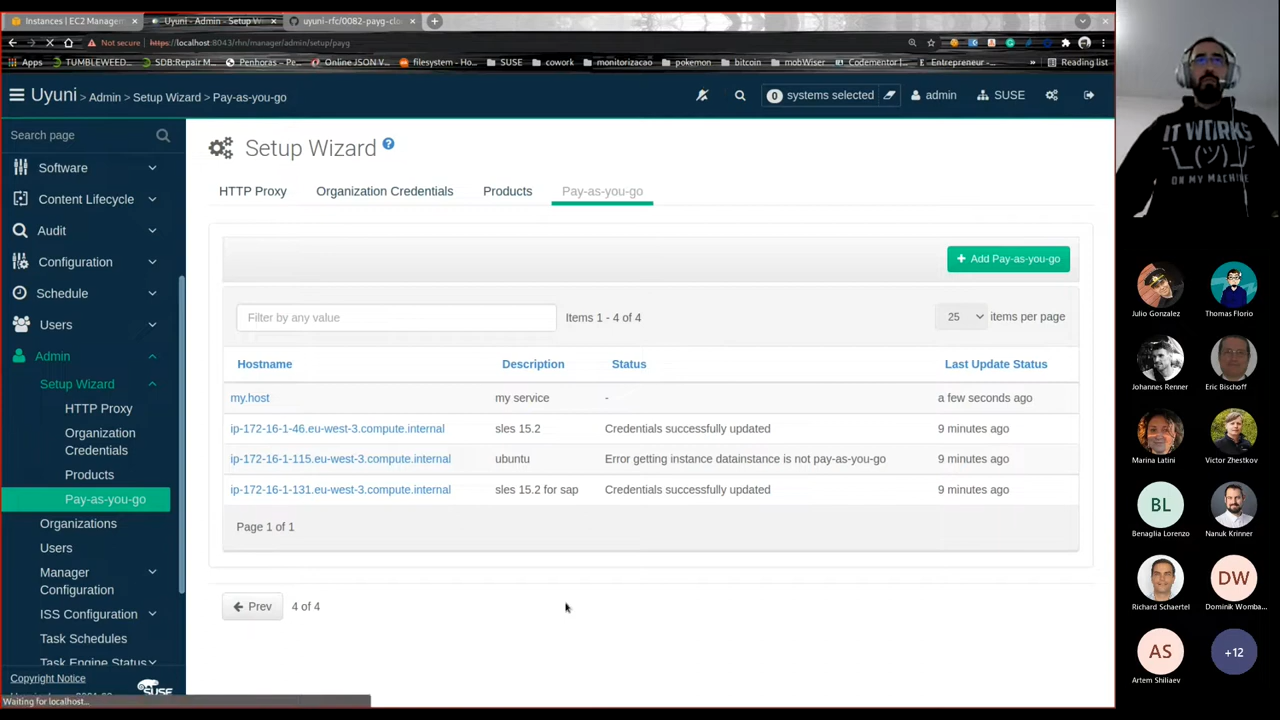 Instances | EC2 Managem
Uyuni - Admin - Setup W
uyuni-rfc/0082-payg-clo
Not secure https://localhost:8043/rhn/manager/admin/setup/payg
Apps TUMBLEWEED... SDB:Repair M... Penhoras – Pe... Online JSON V... filesystem - Ho... SUSE cowork monitorizacao pokemon bitcoin mobWiser Codementor | ... Entrepreneur -... » Reading list
Uyuni > Admin > Setup Wizard > Pay-as-you-go
0 systems selected admin SUSE
Search page
Software
Content Lifecycle
Audit
Configuration
Schedule
Users
Admin
Setup Wizard
HTTP Proxy
Organization
Credentials
Products
Pay-as-you-go
Organizations
Users
Manager
Configuration
ISS Configuration
Task Schedules
Task Engine Status
Copyright Notice
SUSE
Waiting for localhost...
Setup Wizard ?
HTTP Proxy Organization Credentials Products Pay-as-you-go
+ Add Pay-as-you-go
Filter by any value Items 1 - 4 of 4 25 items per page
Hostname Description Status Last Update Status
my.host my service - a few seconds ago
ip-172-16-1-46.eu-west-3.compute.internal sles 15.2 Credentials successfully updated 9 minutes ago
ip-172-16-1-115.eu-west-3.compute.internal ubuntu Error getting instance datainstance is not pay-as-you-go 9 minutes ago
ip-172-16-1-131.eu-west-3.compute.internal sles 15.2 for sap Credentials successfully updated 9 minutes ago
Page 1 of 1
Prev 4 of 4
IT WORKS
¯\_(ツ)_/¯
ON MY MACHINE
Julio Gonzalez Thomas Florio
Johannes Renner Eric Bischoff
Marina Latini Victor Zhestkov
BL
Benaglia Lorenzo Nanuk Krinner
DW
Richard Schaertel Dominik Womba...
AS +12
Artem Shiliaev